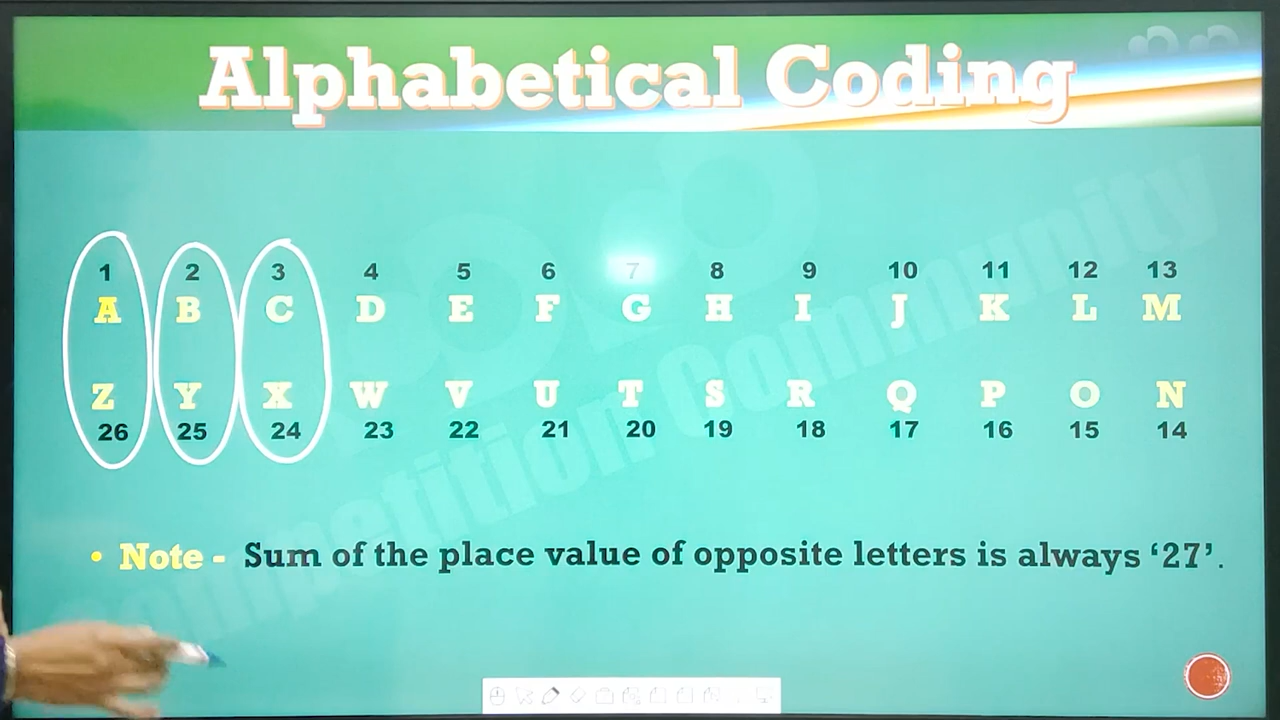 Alphabetical Coding
1 2 3 4 5 6 7 8 9 10 11 12 13
A B C D E F G H I J K L M
Z Y X W V U T S R Q P O N
26 25 24 23 22 21 20 19 18 17 16 15 14
• Note - Sum of the place value of opposite letters is always ‘27’.
Competition Community